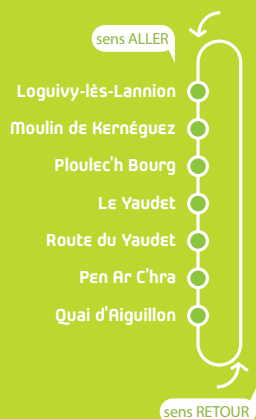 sens ALLER
Loguivy-lès-Lannion
Moulin de Kernéguez
Ploulec'h Bourg
Le Yaudet
Route du Yaudet
Pen Ar C'hra
Quai d'Aiguillon
sens RETOUR